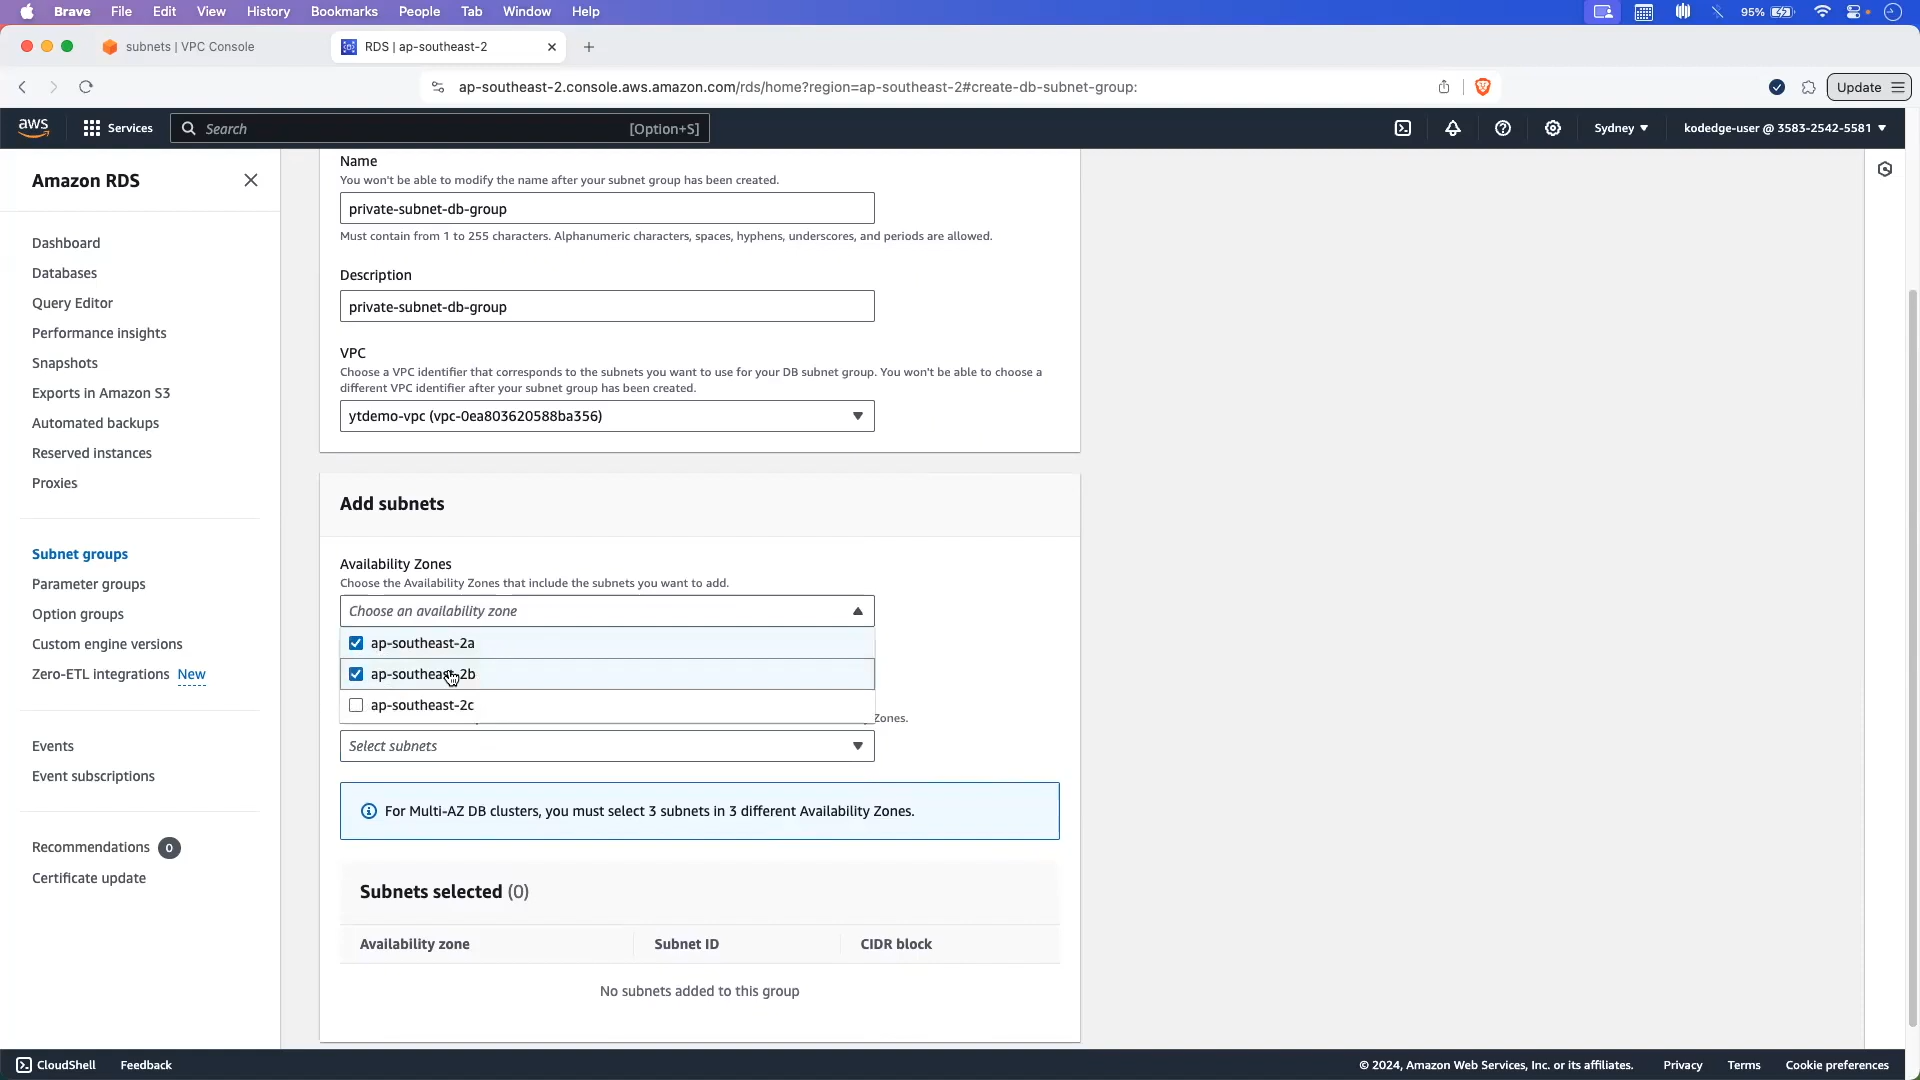 Brave File Edit View History Bookmarks People Tab Window Help 95%
subnets | VPC Console RDS | ap-southeast-2
ap-southeast-2.console.aws.amazon.com/rds/home?region=ap-southeast-2#create-db-subnet-group: Update
aws Services Search [Option+S] Sydney kodedge-user @ 3583-2542-5581
Amazon RDS
Dashboard
Databases
Query Editor
Performance insights
Snapshots
Exports in Amazon S3
Automated backups
Reserved instances
Proxies
Subnet groups
Parameter groups
Option groups
Custom engine versions
Zero-ETL integrations New
Events
Event subscriptions
Recommendations 0
Certificate update
Name
You won't be able to modify the name after your subnet group has been created.
private-subnet-db-group
Must contain from 1 to 255 characters. Alphanumeric characters, spaces, hyphens, underscores, and periods are allowed.
Description
private-subnet-db-group
VPC
Choose a VPC identifier that corresponds to the subnets you want to use for your DB subnet group. You won't be able to choose a
different VPC identifier after your subnet group has been created.
ytdemo-vpc (vpc-0ea803620588ba356)
Add subnets
Availability Zones
Choose the Availability Zones that include the subnets you want to add.
Choose an availability zone
ap-southeast-2a
ap-southeast-2b
ap-southeast-2c
Zones.
Select subnets
For Multi-AZ DB clusters, you must select 3 subnets in 3 different Availability Zones.
Subnets selected (0)
Availability zone Subnet ID CIDR block
No subnets added to this group
CloudShell Feedback © 2024, Amazon Web Services, Inc. or its affiliates. Privacy Terms Cookie preferences